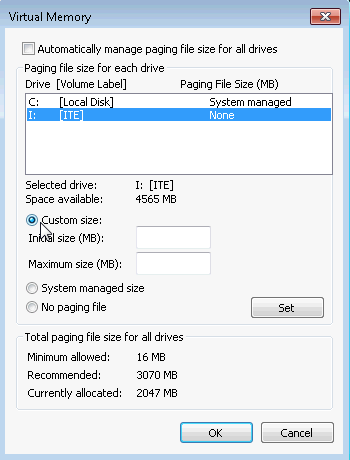 Virtual Memory
Automatically manage paging file size for all drives
Paging file size for each drive
Drive [Volume Label] Paging File Size (MB)
C: [Local Disk] System managed
I: [ITE] None
Selected drive: I: [ITE]
Space available: 4565 MB
Custom size:
Initial size (MB):
Maximum size (MB):
System managed size
No paging file
Set
Total paging file size for all drives
Minimum allowed: 16 MB
Recommended: 3070 MB
Currently allocated: 2047 MB
OK Cancel